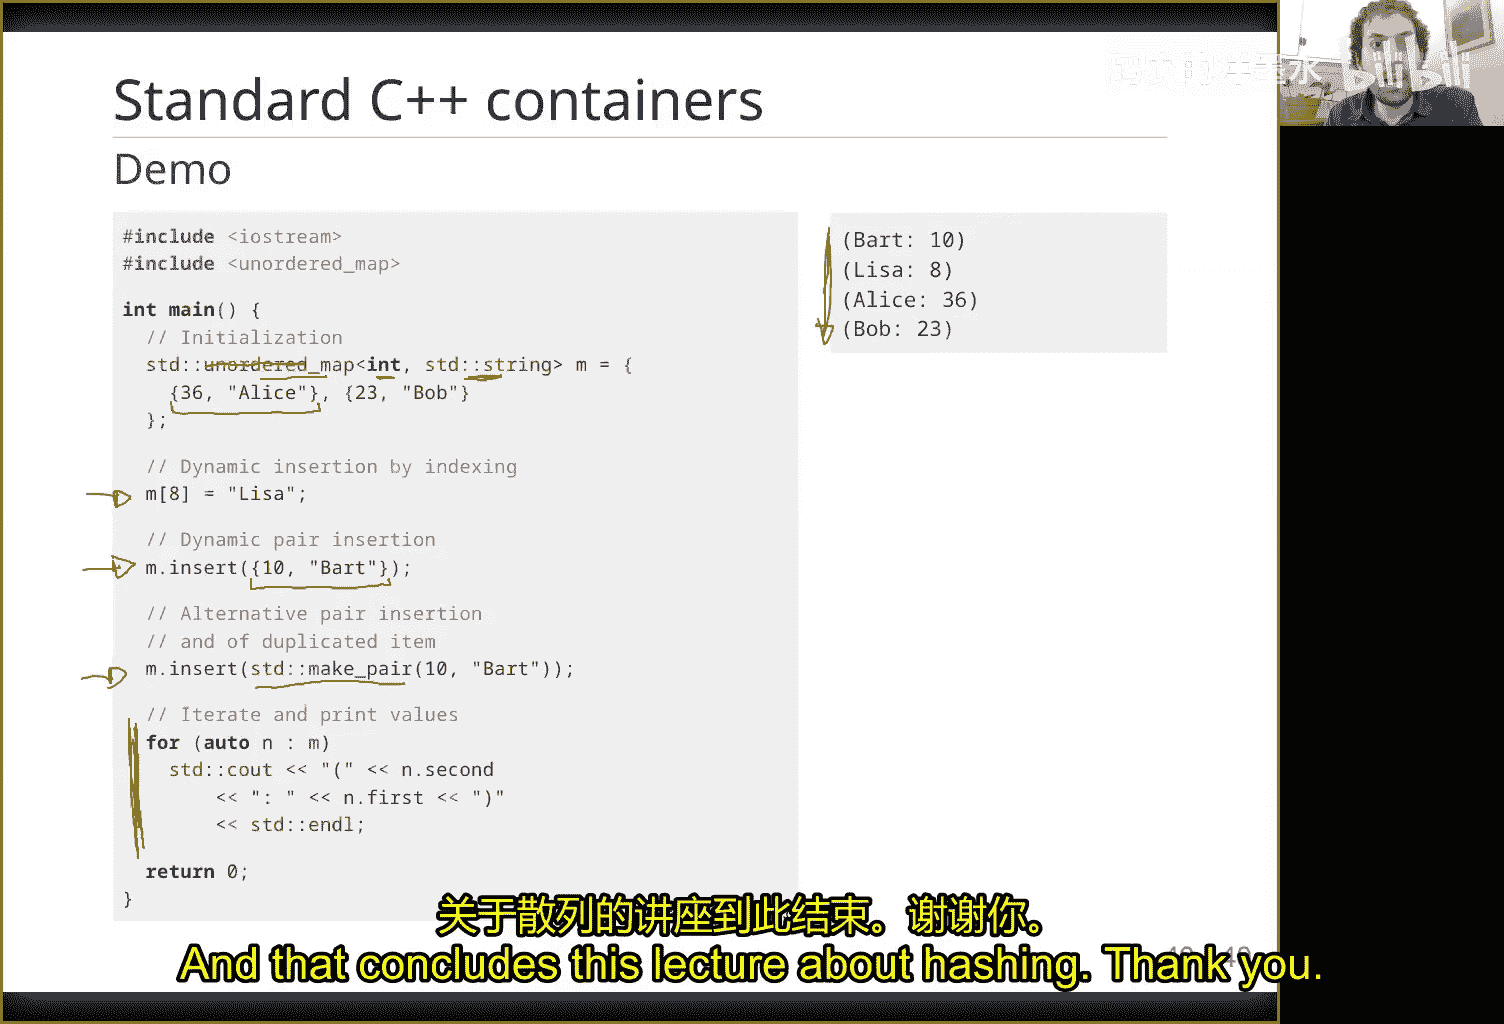 Standard C++ containers
Demo
#include <iostream>
#include <unordered_map>
int main() {
// Initialization
std::unordered_map<int, std::string> m = {
{36, "Alice"}, {23, "Bob"}
};
// Dynamic insertion by indexing
m[8] = "Lisa";
// Dynamic pair insertion
m.insert({10, "Bart"});
// Alternative pair insertion
// and of duplicated item
m.insert(std::make_pair(10, "Bart"));
// Iterate and print values
for (auto n : m)
std::cout << "(" << n.second
<< ": " << n.first << ")"
<< std::endl;
return 0;
}
(Bart: 10)
(Lisa: 8)
(Alice: 36)
(Bob: 23)
bilibili
关于散列的讲座到此结束。谢谢你。
And that concludes this lecture about hashing. Thank you.